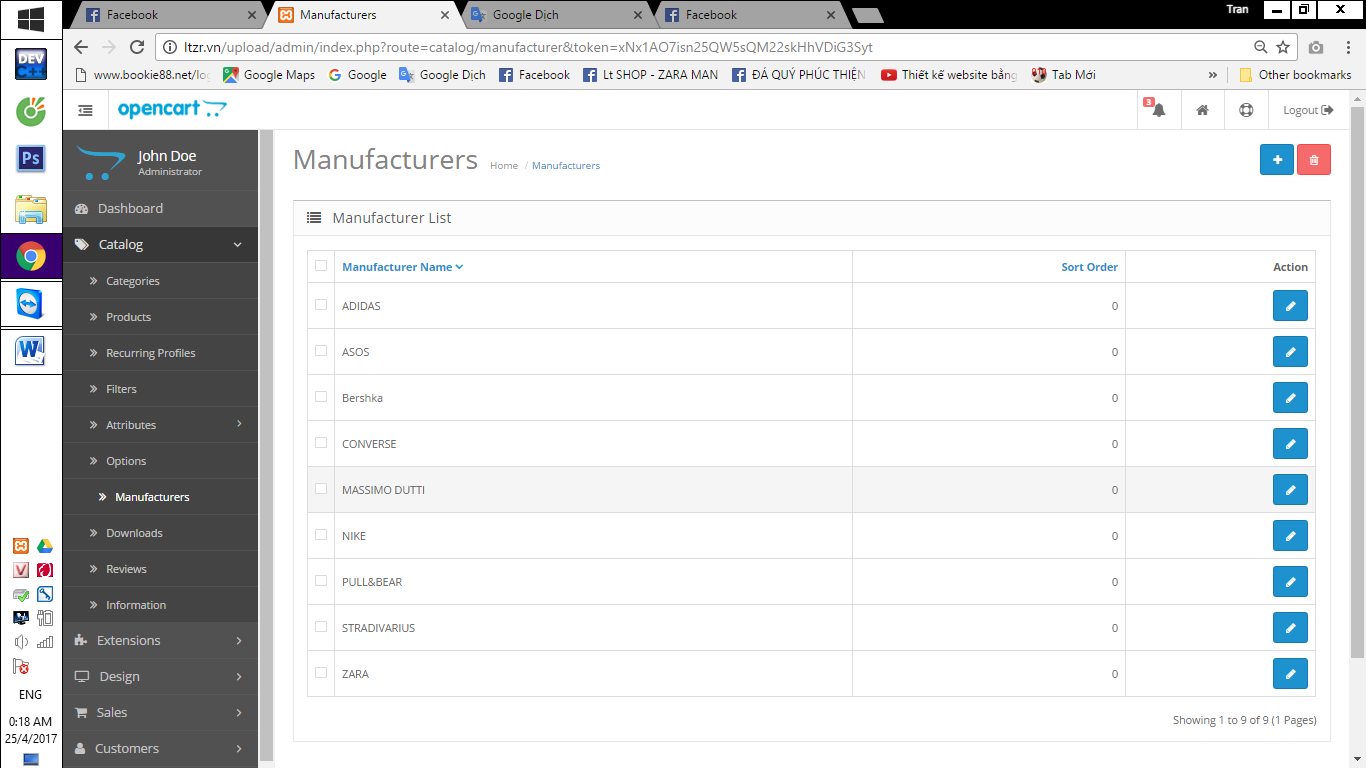 Facebook
Manufacturers
Google Dịch
Facebook
Tran
ltzr.vn/upload/admin/index.php?route=catalog/manufacturer&token=xNx1AO7isn25QW5sQM22skHhVDiG3Syt
www.bookie88.net/log
Google Maps
Google
Google Dịch
Facebook
Lt SHOP - ZARA MAN
ĐÁ QUÝ PHÚC THIỆN
Thiết kế website bằng
Tab Mới
Other bookmarks
DEV
C++
Ps
W
ENG
0:18 AM
25/4/2017
opencart
3
Logout
John Doe
Administrator
Dashboard
Catalog
Categories
Products
Recurring Profiles
Filters
Attributes
Options
Manufacturers
Downloads
Reviews
Information
Extensions
Design
Sales
Customers
Manufacturers Home / Manufacturers
Manufacturer List
Manufacturer Name Sort Order Action
ADIDAS 0
ASOS 0
Bershka 0
CONVERSE 0
MASSIMO DUTTI 0
NIKE 0
PULL&BEAR 0
STRADIVARIUS 0
ZARA 0
Showing 1 to 9 of 9 (1 Pages)